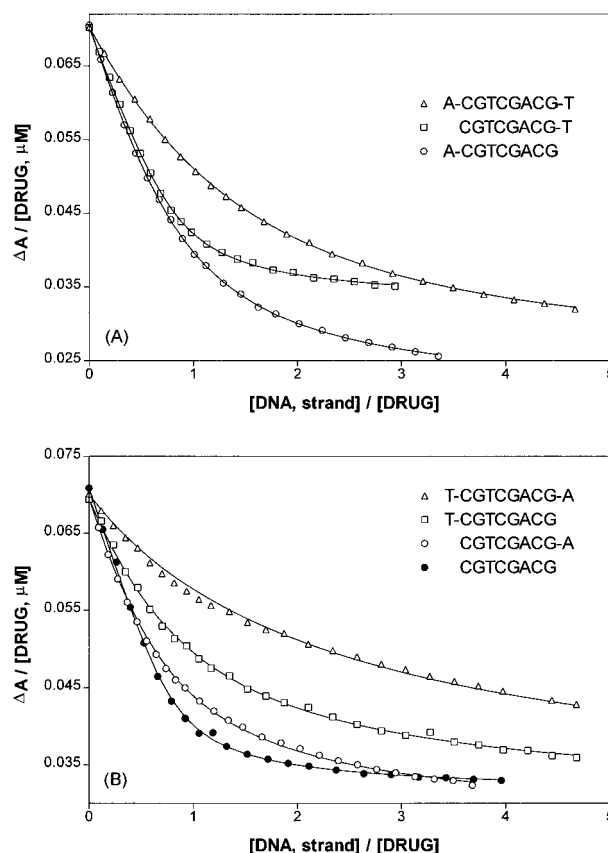 0.065
0.055
0.045
0.035
0.025
ΔA / [DRUG, μM]
△ A-CGTCGACG-T
□ CGTCGACG-T
○ A-CGTCGACG
(A)
0 1 2 3 4 5
[DNA, strand] / [DRUG]
0.075
0.065
0.055
0.045
0.035
0.025
ΔA / [DRUG, μM]
△ T-CGTCGACG-A
□ T-CGTCGACG
○ CGTCGACG-A
● CGTCGACG
(B)
0 1 2 3 4 5
[DNA, strand] / [DRUG]